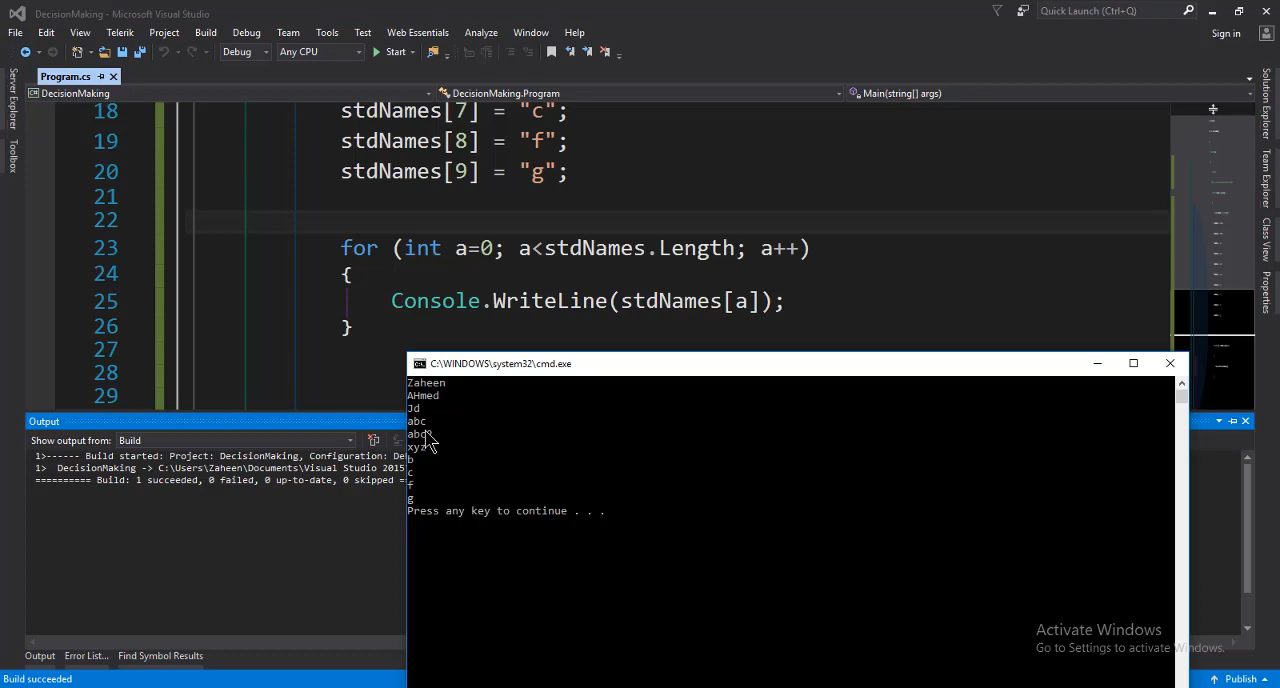 DecisionMaking - Microsoft Visual Studio
Quick Launch (Ctrl+Q)
File Edit View Telerik Project Build Debug Team Tools Test Web Essentials Analyze Window Help
Sign in
Debug Any CPU Start
Program.cs
DecisionMaking DecisionMaking.Program Main(string[] args)
Server Explorer
Toolbox
Solution Explorer
Team Explorer
Class View
Properties
18 stdNames[7] = "c";
19 stdNames[8] = "f";
20 stdNames[9] = "g";
21
22
23 for (int a=0; a<stdNames.Length; a++)
24 {
25 Console.WriteLine(stdNames[a]);
26 }
27
28
29
C:\WINDOWS\system32\cmd.exe
Zaheen
AHmed
Jd
abc
xyz
b
c
f
g
Press any key to continue . . .
Output
Show output from: Build
1>------ Build started: Project: DecisionMaking, Configuration: De
1> DecisionMaking -> C:\Users\Zaheen\Documents\Visual Studio 2015
========== Build: 1 succeeded, 0 failed, 0 up-to-date, 0 skipped ==
Activate Windows
Go to Settings to activate Windows.
Output Error List... Find Symbol Results
Build succeeded
Publish